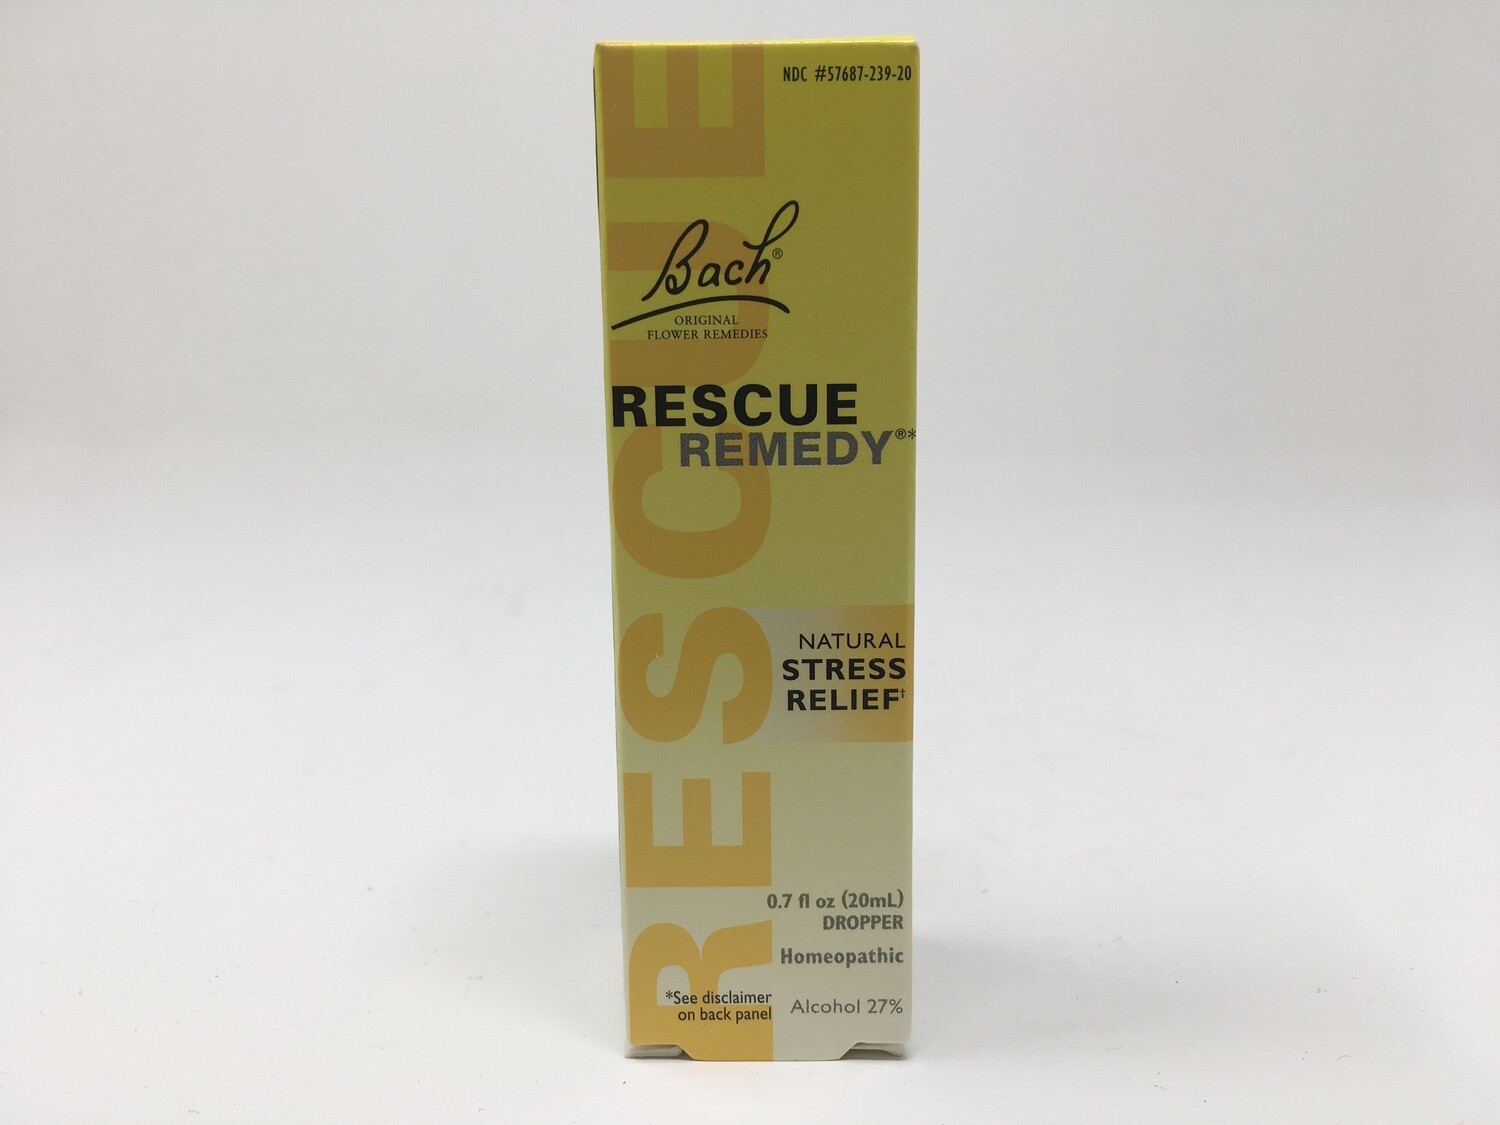 NDC #57687-239-20
Bach®
ORIGINAL
FLOWER REMEDIES
RESCUE
REMEDY®*
RESCUE
NATURAL
STRESS
RELIEF†
0.7 fl oz (20mL)
DROPPER
Homeopathic
*See disclaimer
on back panel
Alcohol 27%